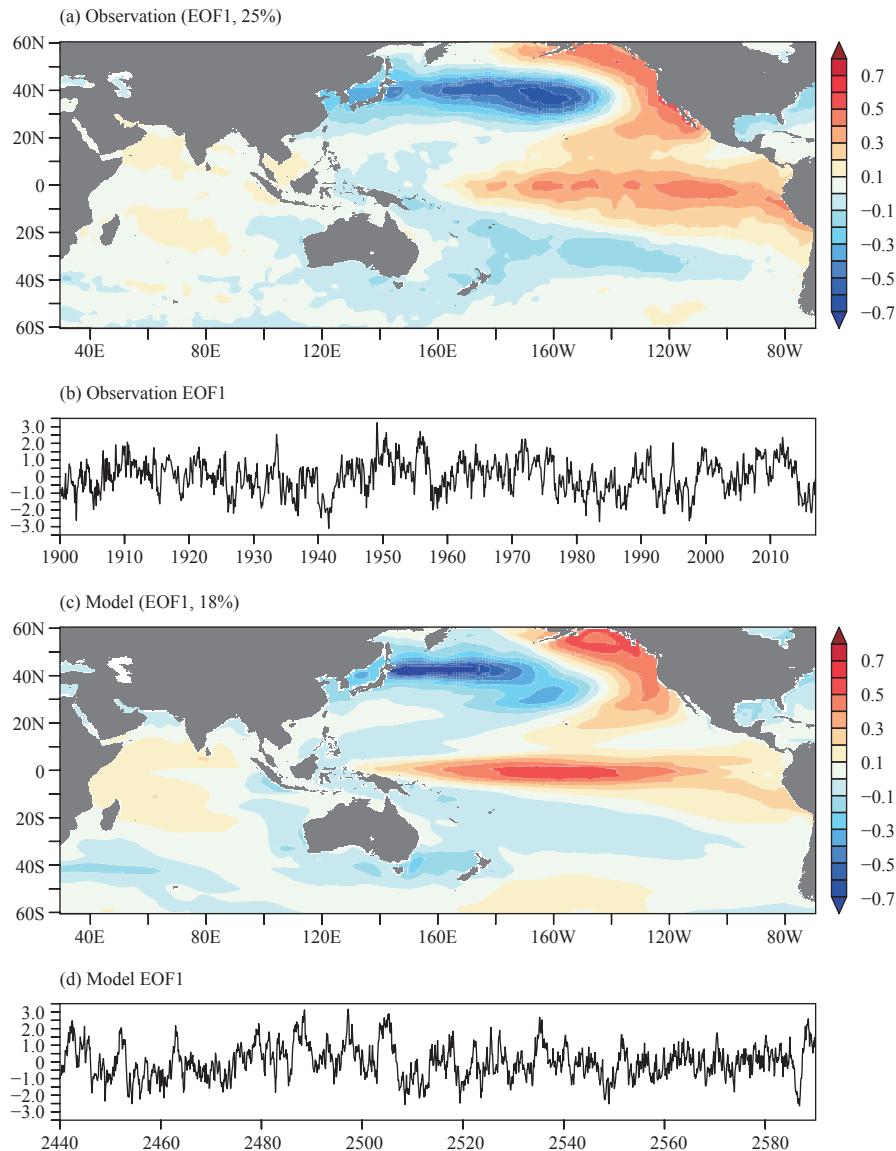 (a) Observation (EOF1, 25%)
60N
40N
20N
0
20S
40S
60S
40E 80E 120E 160E 160W 120W 80W
0.7
0.5
0.3
0.1
−0.1
−0.3
−0.5
−0.7
(b) Observation EOF1
3.0
2.0
1.0
0
−1.0
−2.0
−3.0
1900 1910 1920 1930 1940 1950 1960 1970 1980 1990 2000 2010
(c) Model (EOF1, 18%)
60N
40N
20N
0
20S
40S
60S
40E 80E 120E 160E 160W 120W 80W
0.7
0.5
0.3
0.1
−0.1
−0.3
−0.5
−0.7
(d) Model EOF1
3.0
2.0
1.0
0
−1.0
−2.0
−3.0
2440 2460 2480 2500 2520 2540 2560 2580